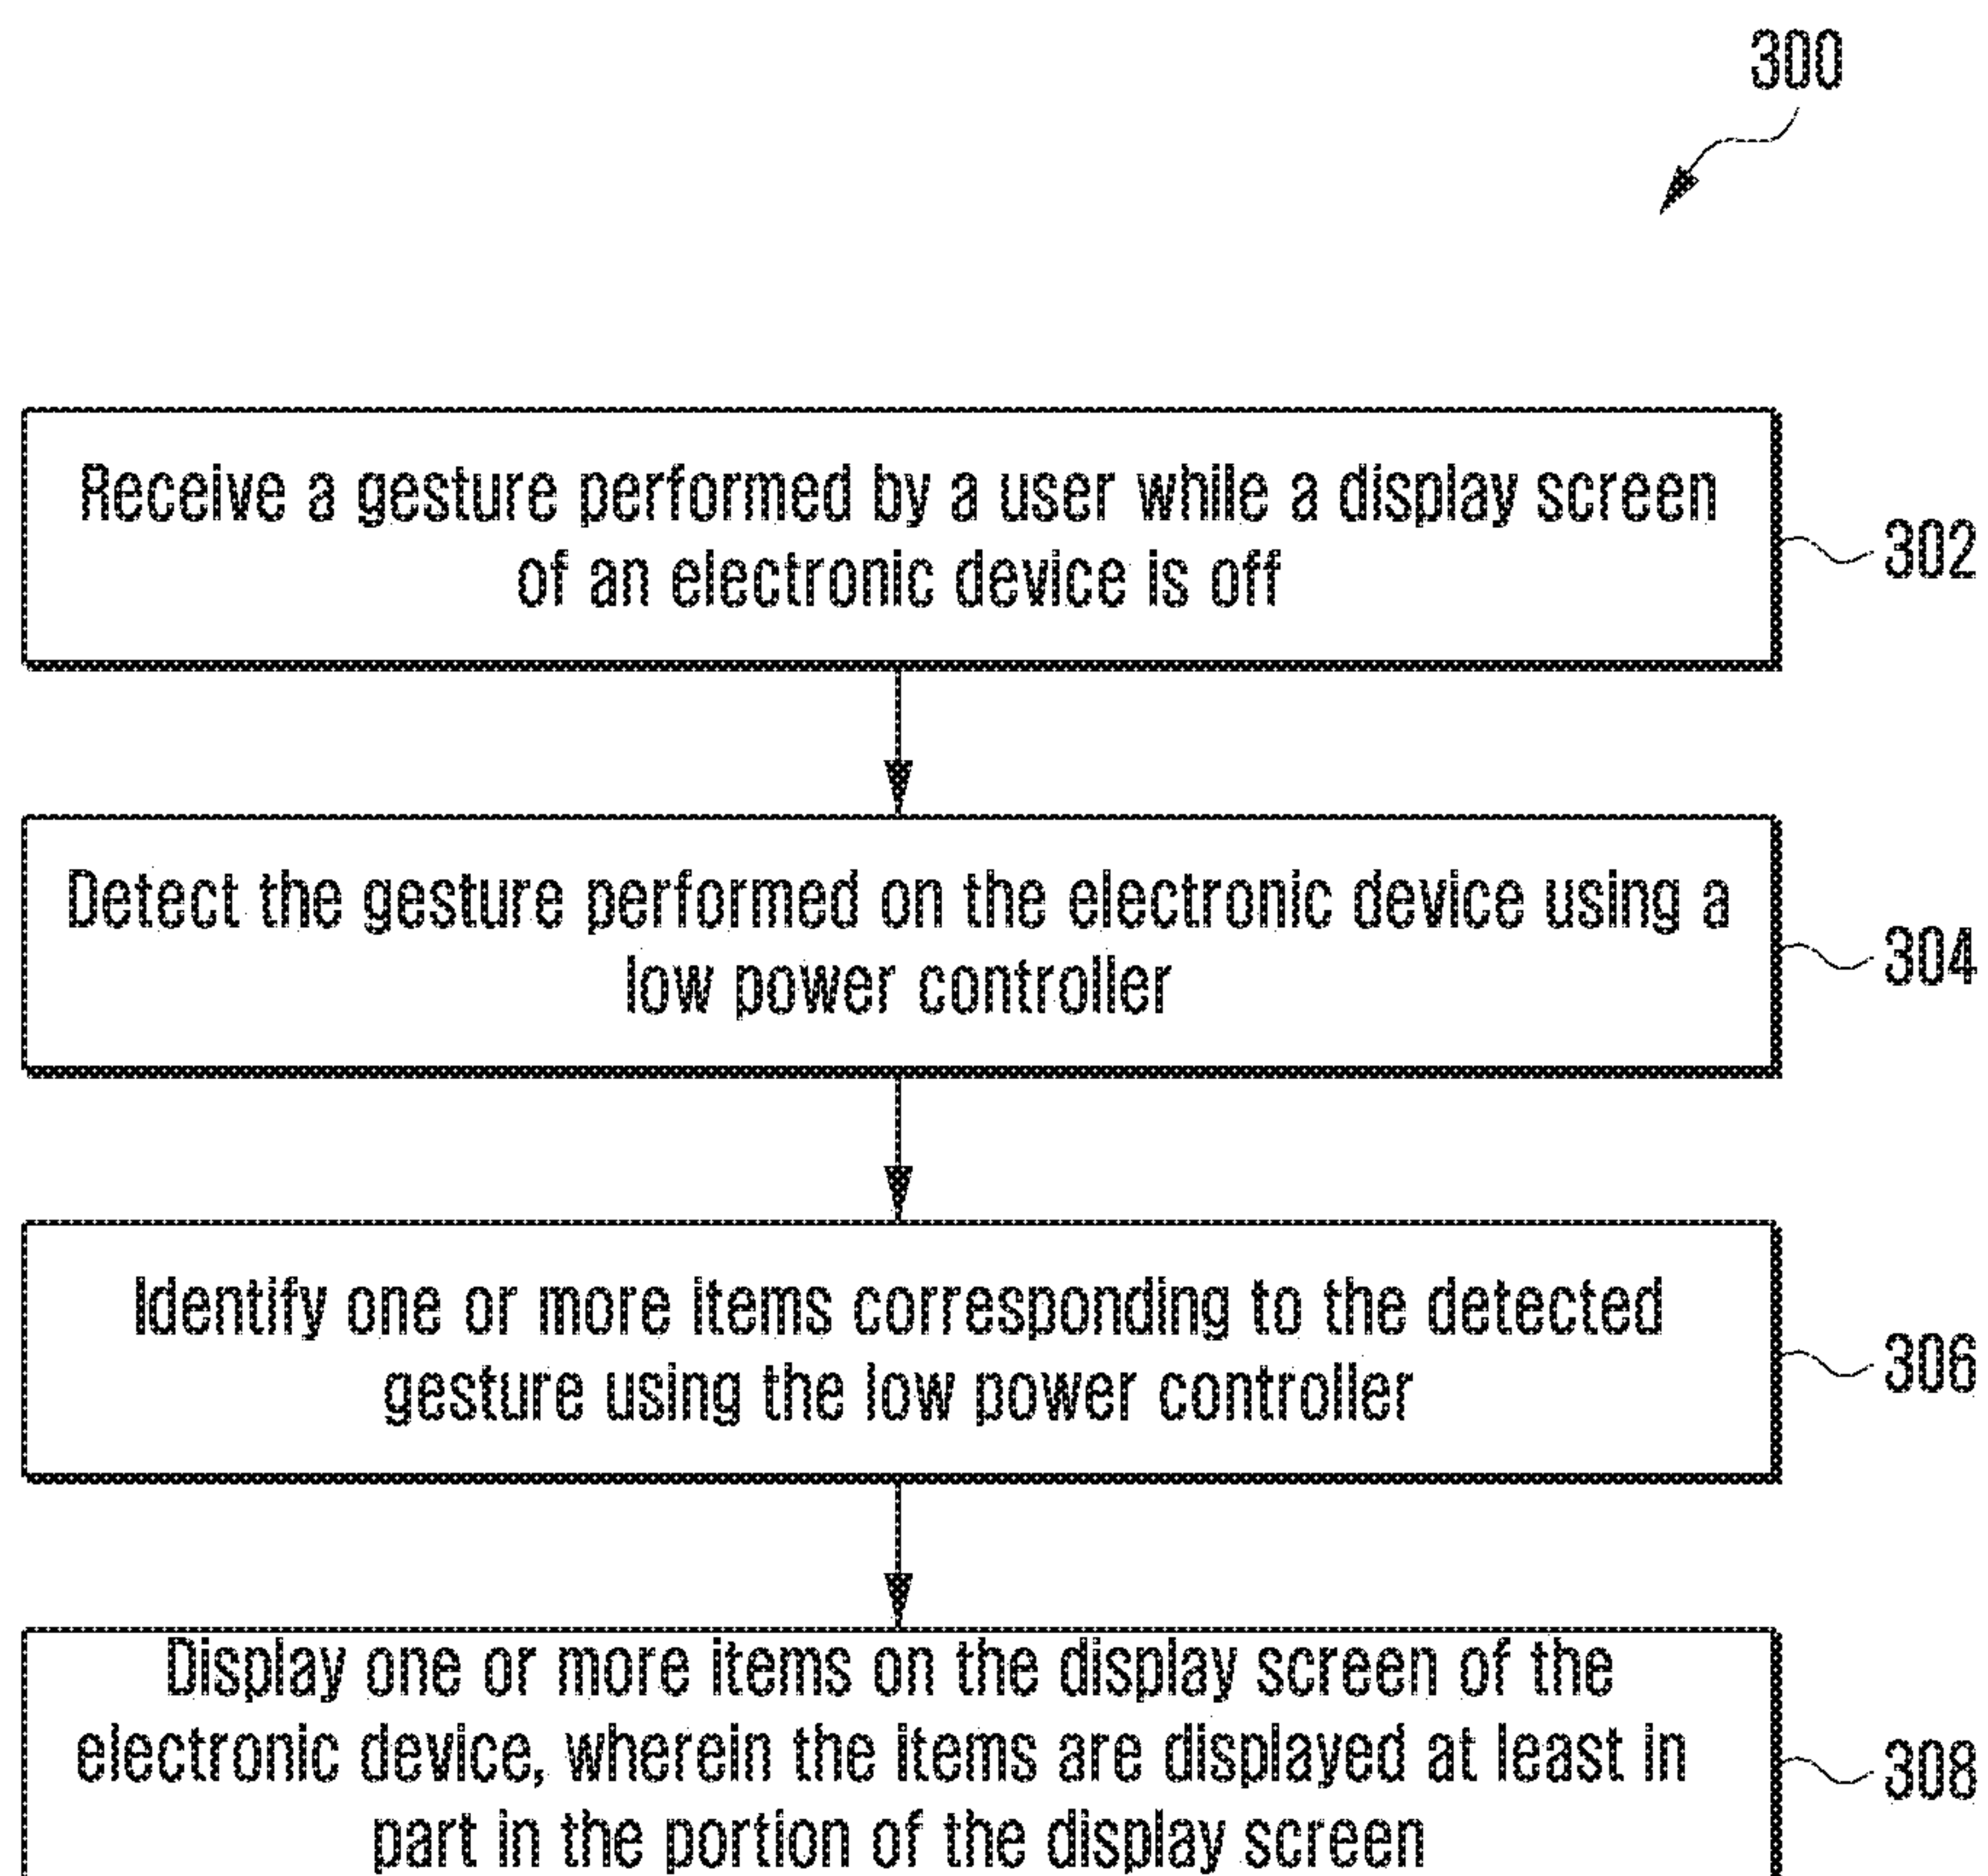 300
Receive a gesture performed by a user while a display screen
of an electronic device is off
302
Detect the gesture performed on the electronic device using a
low power controller
304
Identify one or more items corresponding to the detected
gesture using the low power controller
306
Display one or more items on the display screen of the
electronic device, wherein the items are displayed at least in
part in the portion of the display screen
308